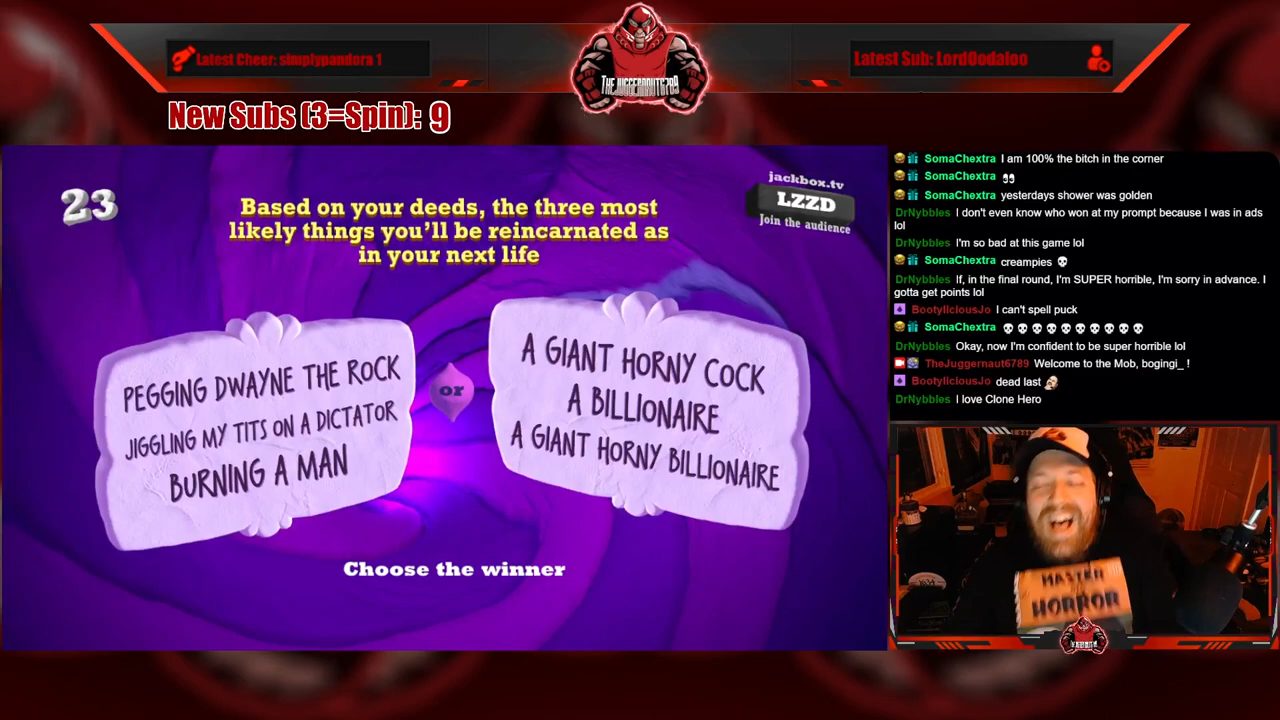 Latest Cheer: simplypandora 1
THEJUGGERNAUT6789
Latest Sub: LordOodaloo
New Subs (3=Spin): 9
23
Based on your deeds, the three most
likely things you'll be reincarnated as
in your next life
jackbox.tv
LZZD
Join the audience
PEGGING DWAYNE THE ROCK
JIGGLING MY TITS ON A DICTATOR
BURNING A MAN
or
A GIANT HORNY COCK
A BILLIONAIRE
A GIANT HORNY BILLIONAIRE
Choose the winner
SomaChextra I am 100% the bitch in the corner
SomaChextra
SomaChextra yesterdays shower was golden
DrNybbles I don't even know who won at my prompt because I was in ads
lol
DrNybbles I'm so bad at this game lol
SomaChextra creampies
DrNybbles If, in the final round, I'm SUPER horrible, I'm sorry in advance. I
gotta get points lol
BootyliciousJo I can't spell puck
SomaChextra
DrNybbles Okay, now I'm confident to be super horrible lol
TheJuggernaut6789 Welcome to the Mob, bogingi_ !
BootyliciousJo dead last
DrNybbles I love Clone Hero
MASTER
HORROR